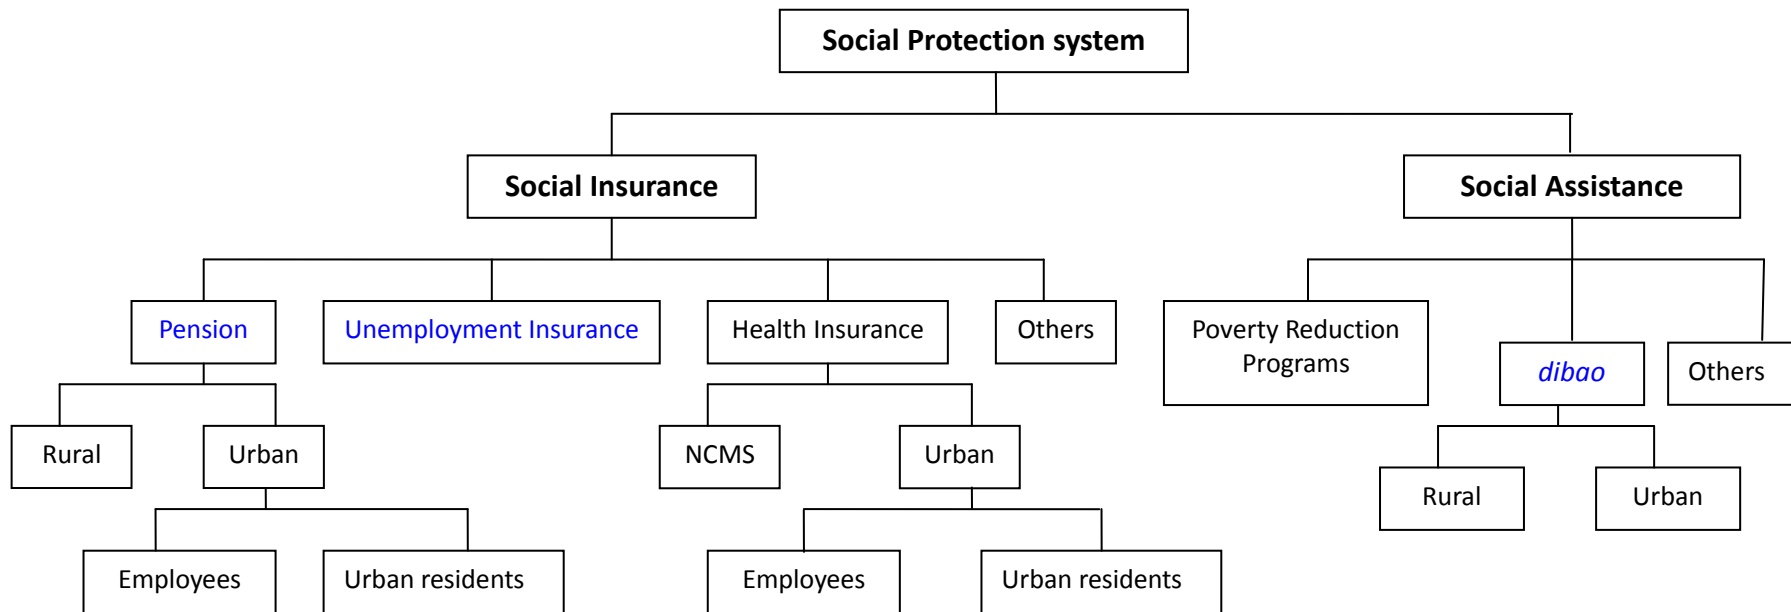 Social Protection system
Social Insurance
Social Assistance
Pension
Unemployment Insurance
Health Insurance
Others
Poverty Reduction
Programs
dibao
Others
Rural
Urban
NCMS
Urban
Rural
Urban
Employees
Urban residents
Employees
Urban residents